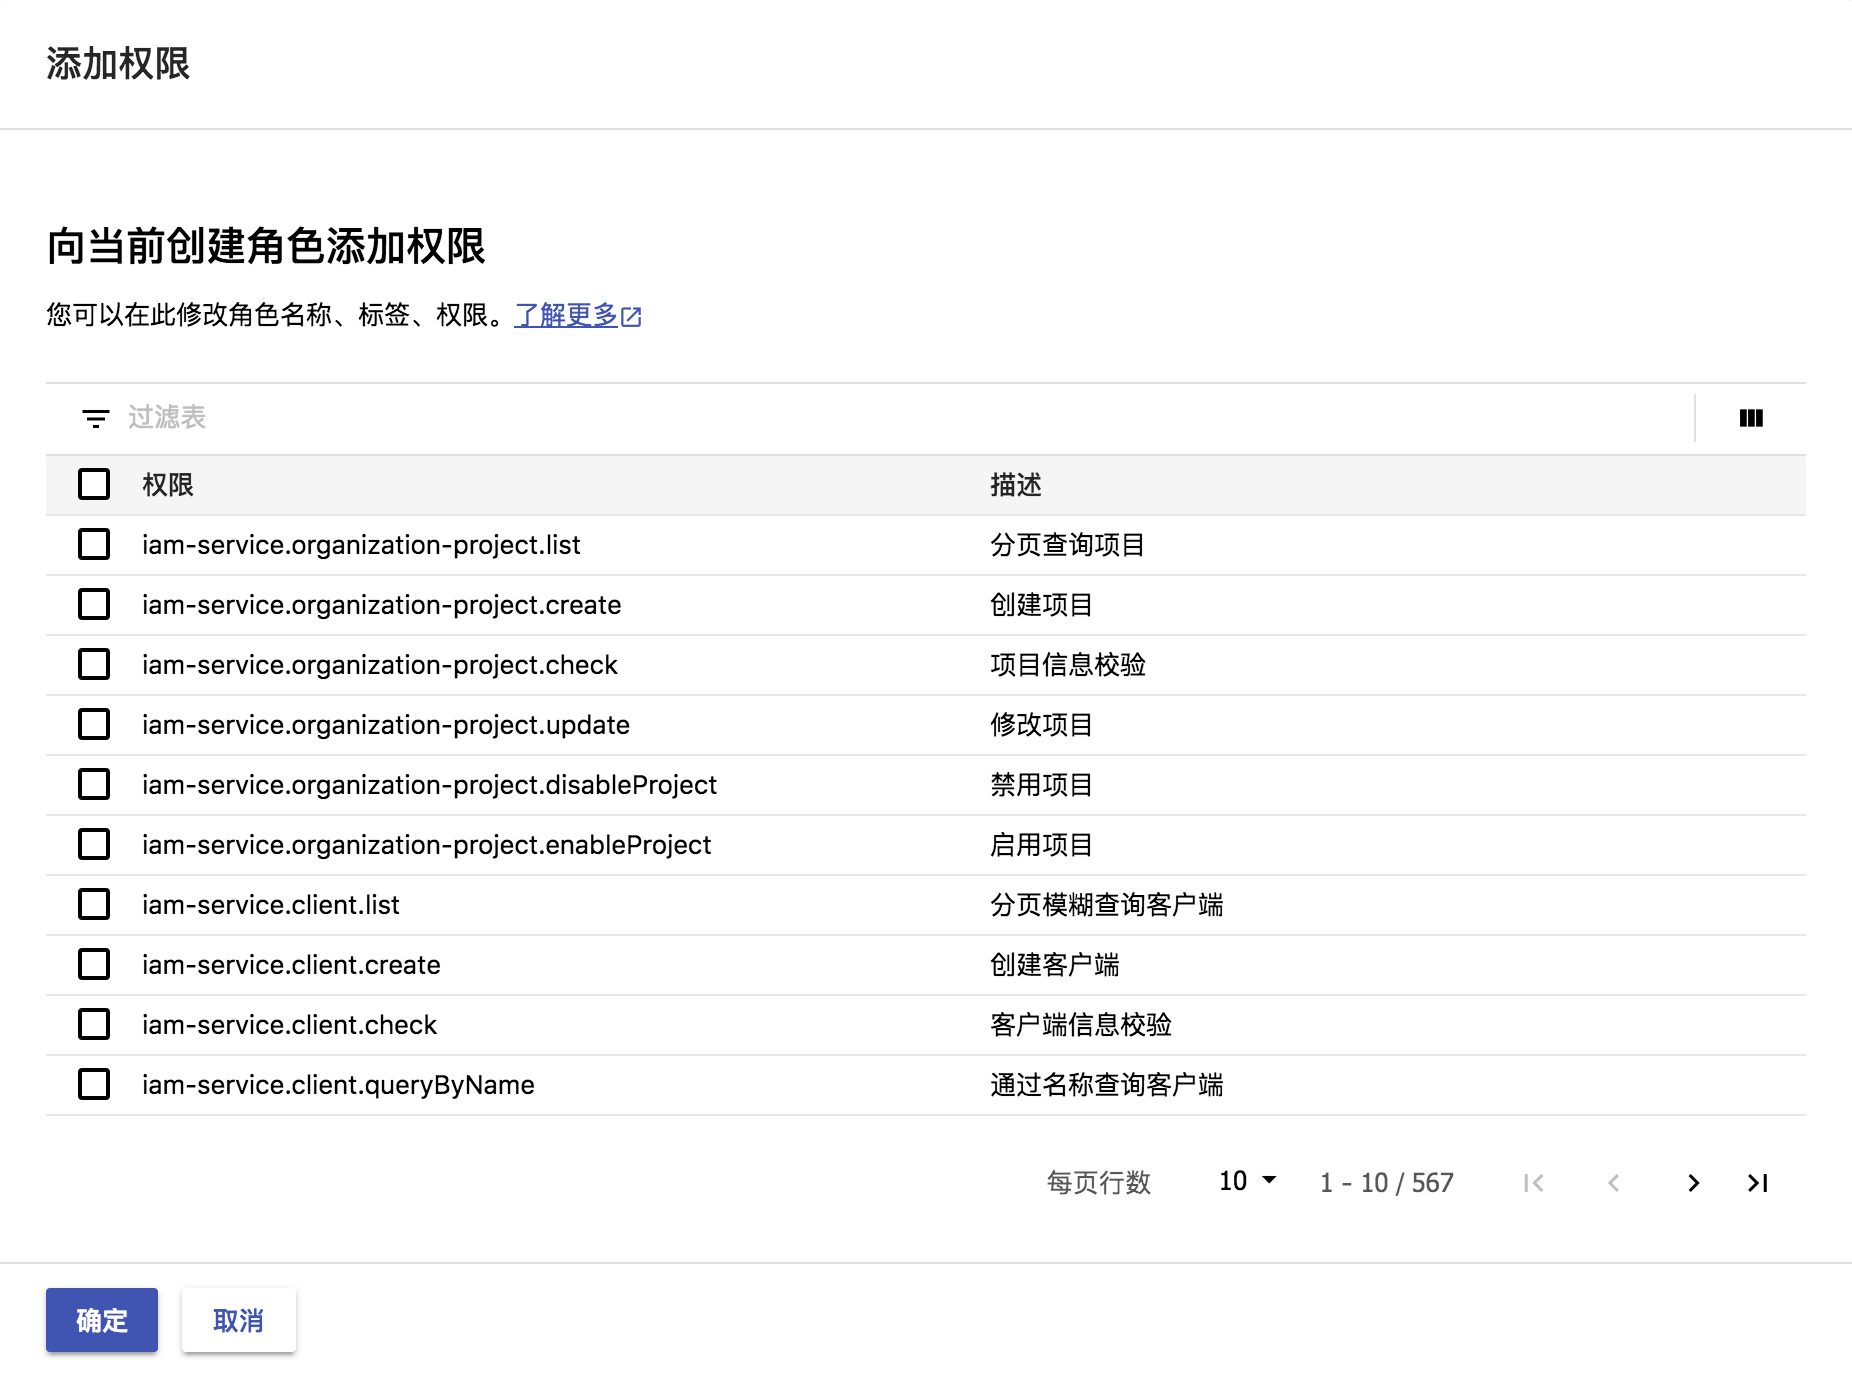 添加权限
向当前创建角色添加权限
您可以在此修改角色名称、标签、权限。了解更多
过滤表
权限 描述
iam-service.organization-project.list 分页查询项目
iam-service.organization-project.create 创建项目
iam-service.organization-project.check 项目信息校验
iam-service.organization-project.update 修改项目
iam-service.organization-project.disableProject 禁用项目
iam-service.organization-project.enableProject 启用项目
iam-service.client.list 分页模糊查询客户端
iam-service.client.create 创建客户端
iam-service.client.check 客户端信息校验
iam-service.client.queryByName 通过名称查询客户端
每页行数 10 1 - 10 / 567
确定 取消